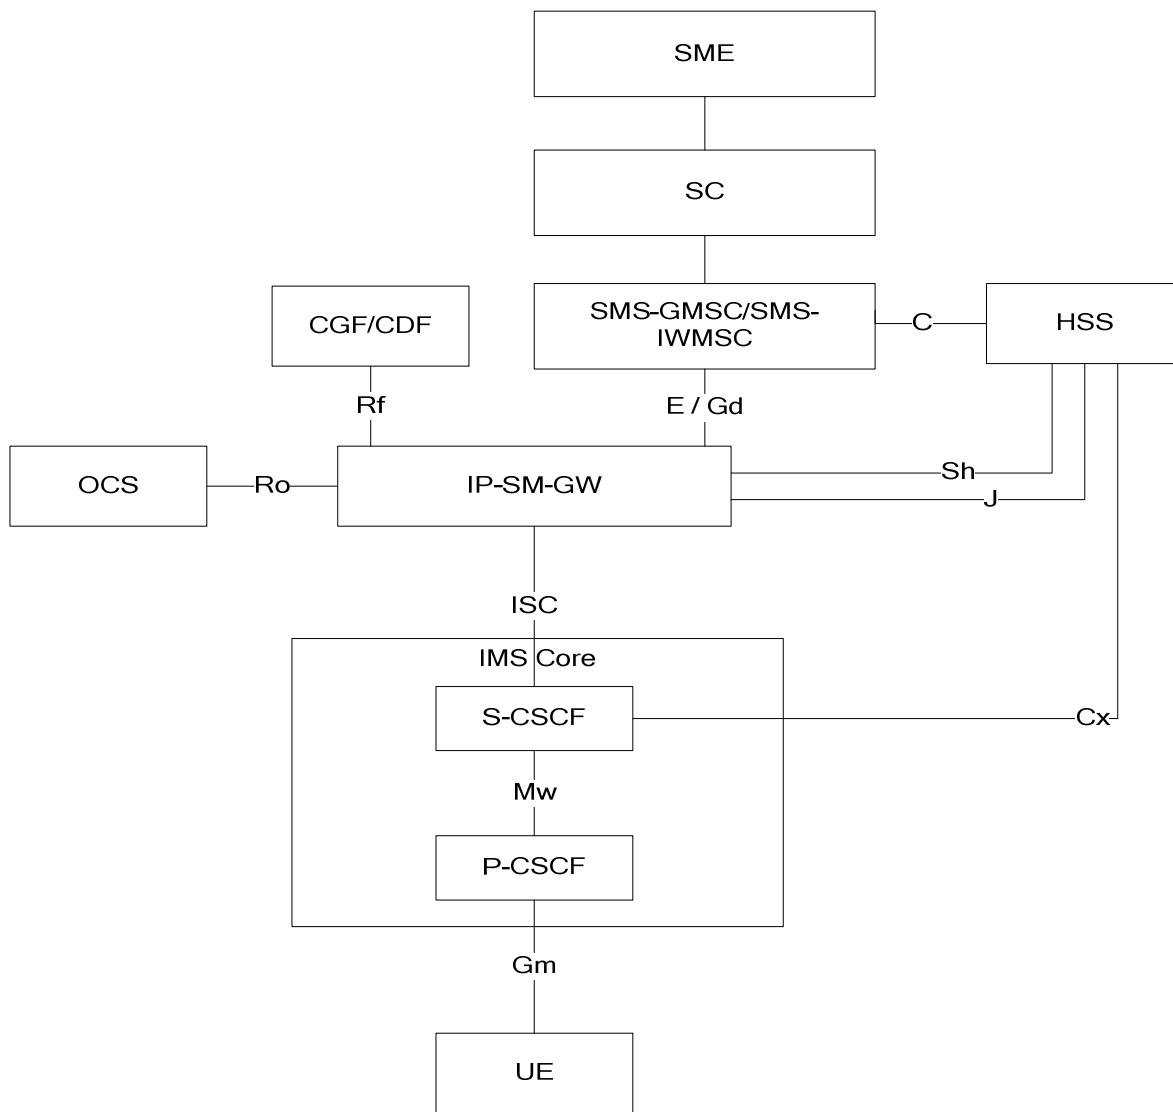 SME
SC
SMS-GMSC/SMS-
IWMSC
C
HSS
CGF/CDF
Rf
E / Gd
OCS
Ro
IP-SM-GW
Sh
J
ISC
IMS Core
S-CSCF
Cx
Mw
P-CSCF
Gm
UE